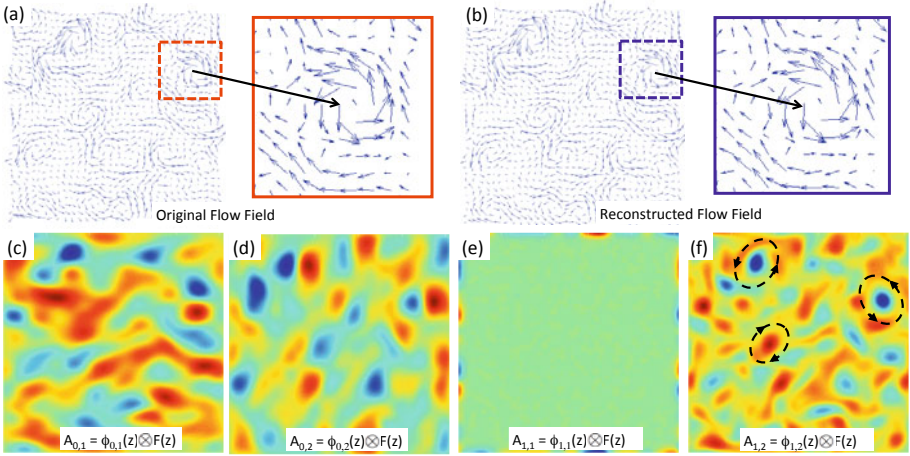 (a)
(b)
Original Flow Field
Reconstructed Flow Field
(c)
(d)
(e)
(f)
A₀,₁ = ϕ₀,₁(z)⊗F(z)
A₀,₂ = ϕ₀,₂(z)⊗F(z)
A₁,₁ = ϕ₁,₁(z)⊗F(z)
A₁,₂ = ϕ₁,₂(z)⊗F(z)